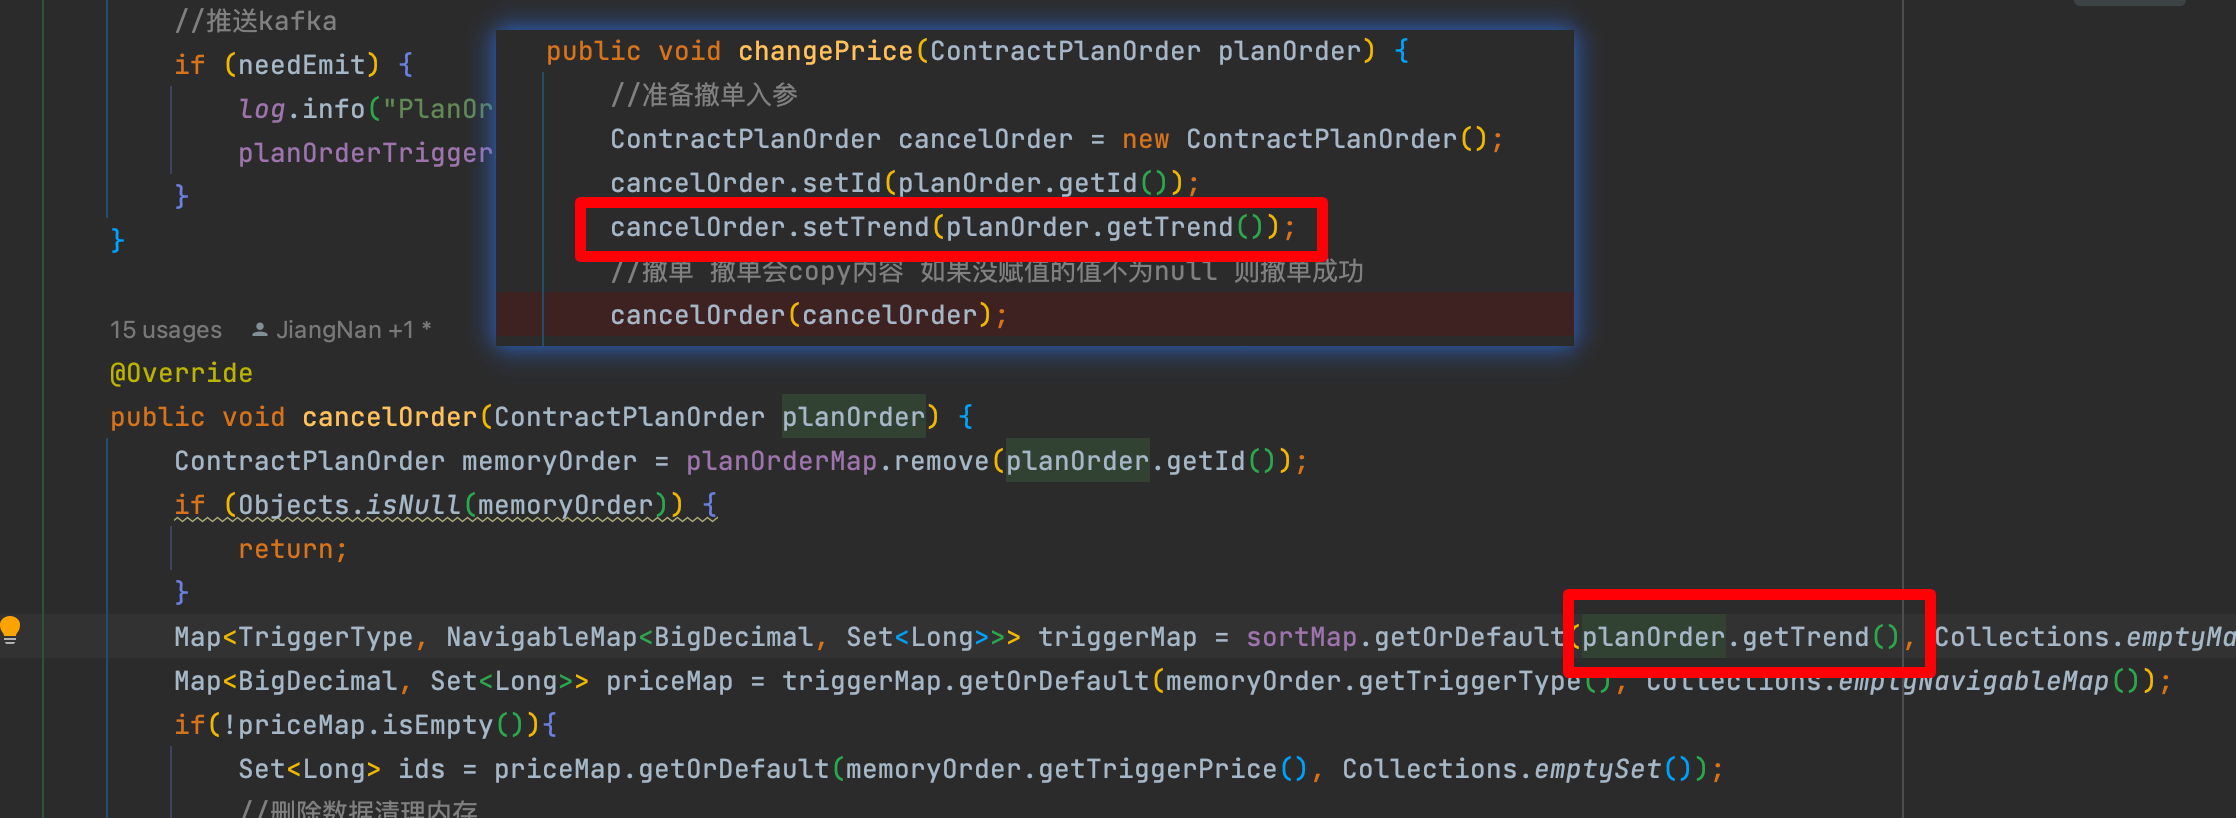 //推送kafka
if (needEmit) {
log.info("PlanOr
planOrderTrigger
}
}
public void changePrice(ContractPlanOrder planOrder) {
//准备撤单入参
ContractPlanOrder cancelOrder = new ContractPlanOrder();
cancelOrder.setId(planOrder.getId());
cancelOrder.setTrend(planOrder.getTrend());
//撤单 撤单会copy内容 如果没赋值的值不为null 则撤单成功
cancelOrder(cancelOrder);
15 usages JiangNan +1 *
@Override
public void cancelOrder(ContractPlanOrder planOrder) {
ContractPlanOrder memoryOrder = planOrderMap.remove(planOrder.getId());
if (Objects.isNull(memoryOrder)) {
return;
}
Map<TriggerType, NavigableMap<BigDecimal, Set<Long>>> triggerMap = sortMap.getOrDefault(planOrder.getTrend(), Collections.emptyMa
Map<BigDecimal, Set<Long>> priceMap = triggerMap.getOrDefault(memoryOrder.getTriggerType(), Collections.emptyNavigableMap());
if(!priceMap.isEmpty()){
Set<Long> ids = priceMap.getOrDefault(memoryOrder.getTriggerPrice(), Collections.emptySet());
//删除数据清理内存